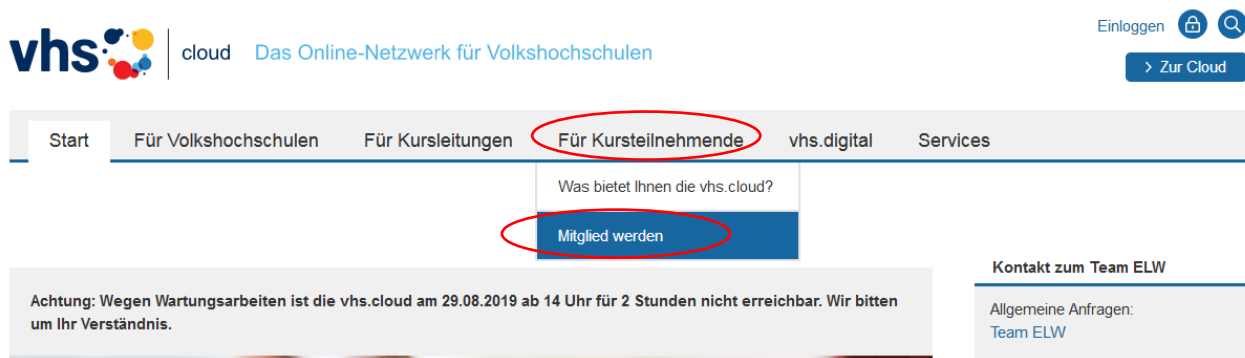 Einloggen
vhs cloud Das Online-Netzwerk für Volkshochschulen
> Zur Cloud
Start Für Volkshochschulen Für Kursleitungen Für Kursteilnehmende vhs.digital Services
Was bietet Ihnen die vhs.cloud?
Mitglied werden
Kontakt zum Team ELW
Achtung: Wegen Wartungsarbeiten ist die vhs.cloud am 29.08.2019 ab 14 Uhr für 2 Stunden nicht erreichbar. Wir bitten
um Ihr Verständnis.
Allgemeine Anfragen:
Team ELW